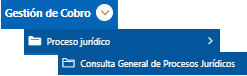 Gestión de Cobro
Proceso jurídico
Consulta General de Procesos Jurídicos